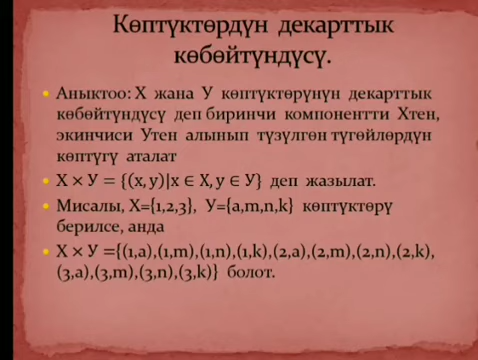 Көптүктөрдүн декарттык
көбөйтүндүсү.
Аныктоо: X жана У көптүктөрүнүн декарттык
көбөйтүндүсү деп биринчи компонентти Xтен,
экинчиси Утен алынып түзүлгөн түгөйлөрдүн
көптүгү аталат
X × У = {(x, y)|x ∈ X, y ∈ У} деп жазылат.
Мисалы, X={1,2,3}, У={a,m,n,k} көптүктөрү
берилсе, анда
X × У ={(1,a),(1,m),(1,n),(1,k),(2,a),(2,m),(2,n),(2,k),
(3,a),(3,m),(3,n),(3,k)} болот.